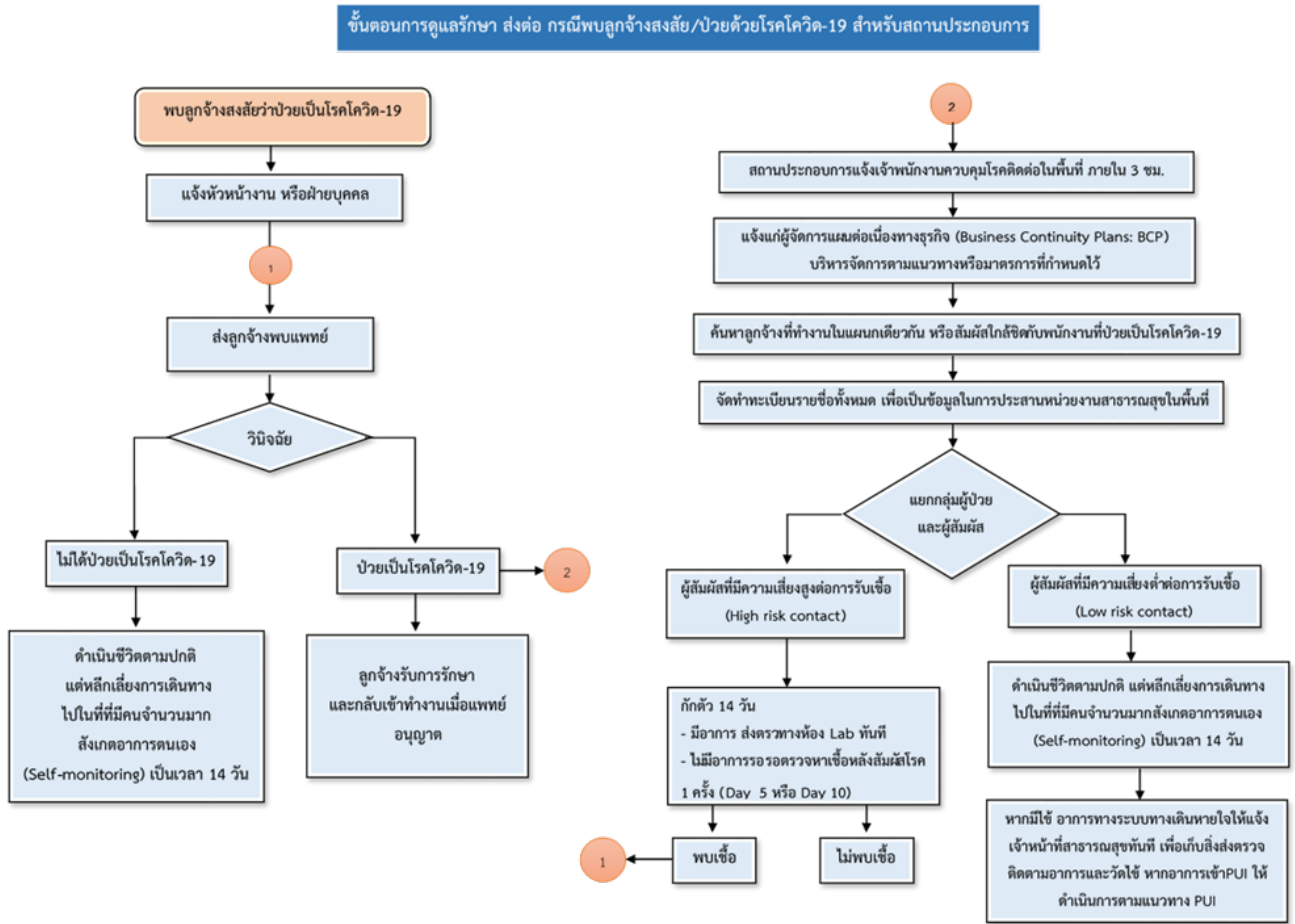 ขั้นตอนการดูแลรักษา ส่งต่อ กรณีพบลูกจ้างสงสัย/ป่วยด้วยโรคโควิด-19 สำหรับสถานประกอบการ
พบลูกจ้างสงสัยว่าป่วยเป็นโรคโควิด-19
แจ้งหัวหน้างาน หรือฝ่ายบุคคล
1
ส่งลูกจ้างพบแพทย์
วินิจฉัย
ไม่ได้ป่วยเป็นโรคโควิด-19
ป่วยเป็นโรคโควิด-19
2
ดำเนินชีวิตตามปกติ
แต่หลีกเลี่ยงการเดินทาง
ไปในที่ที่มีคนจำนวนมาก
สังเกตอาการตนเอง
(Self-monitoring) เป็นเวลา 14 วัน
ลูกจ้างรับการรักษา
และกลับเข้าทำงานเมื่อแพทย์
อนุญาต
2
สถานประกอบการแจ้งเจ้าพนักงานควบคุมโรคติดต่อในพื้นที่ ภายใน 3 ชม.
แจ้งแก่ผู้จัดการแผนต่อเนื่องทางธุรกิจ (Business Continuity Plans: BCP)
บริหารจัดการตามแนวทางหรือมาตรการที่กำหนดไว้
ค้นหาลูกจ้างที่ทำงานในแผนกเดียวกัน หรือสัมผัสใกล้ชิดกับพนักงานที่ป่วยเป็นโรคโควิด-19
จัดทำทะเบียนรายชื่อทั้งหมด เพื่อเป็นข้อมูลในการประสานหน่วยงานสาธารณสุขในพื้นที่
แยกกลุ่มผู้ป่วย
และผู้สัมผัส
ผู้สัมผัสที่มีความเสี่ยงสูงต่อการรับเชื้อ
(High risk contact)
ผู้สัมผัสที่มีความเสี่ยงต่ำต่อการรับเชื้อ
(Low risk contact)
กักตัว 14 วัน
- มีอาการ ส่งตรวทางห้อง Lab ทันที
- ไม่มีอาการรอรอตรวจหาเชื้อหลังสัมผัสโรค
1 ครั้ง (Day 5 หรือ Day 10)
พบเชื้อ
ไม่พบเชื้อ
1
ดำเนินชีวิตตามปกติ แต่หลีกเลี่ยงการเดินทาง
ไปในที่ที่มีคนจำนวนมากสังเกตอาการตนเอง
(Self-monitoring) เป็นเวลา 14 วัน
หากมีไข้ อาการทางระบบทางเดินหายใจให้แจ้ง
เจ้าหน้าที่สาธารณสุขทันที เพื่อเก็บสิ่งส่งตรวจ
ติดตามอาการและวัดไข้ หากอาการเข้าPUI ให้
ดำเนินการตามแนวทาง PUI